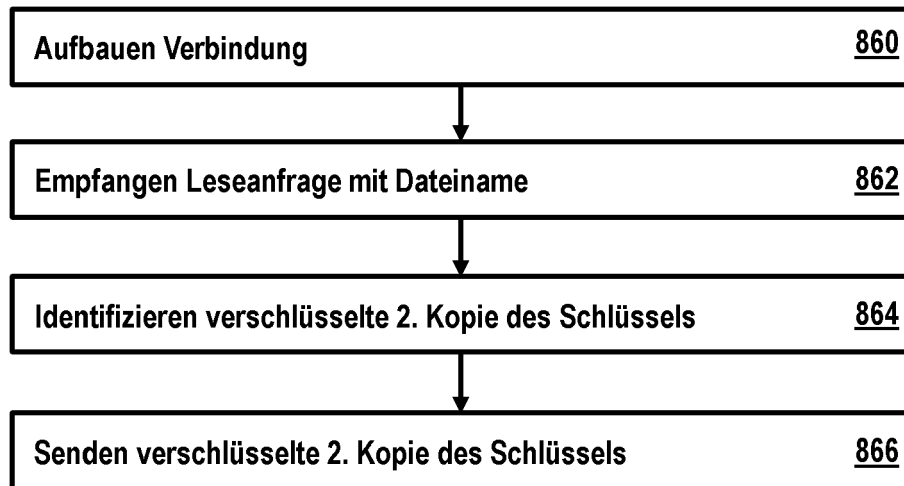 Aufbauen Verbindung 860
Empfangen Leseanfrage mit Dateiname 862
Identifizieren verschlüsselte 2. Kopie des Schlüssels 864
Senden verschlüsselte 2. Kopie des Schlüssels 866